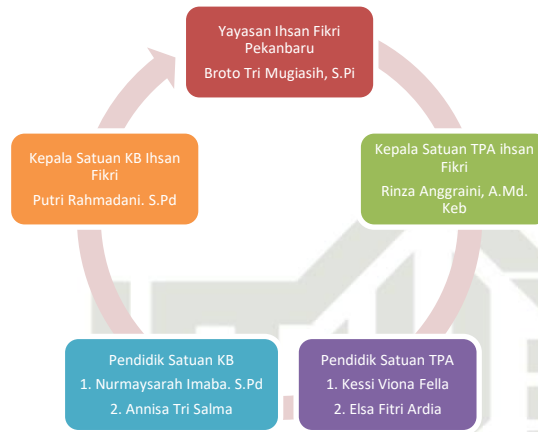 Yayasan Ihsan Fikri
Pekanbaru
Broto Tri Mugiasih, S.Pi
Kepala Satuan KB Ihsan
Fikri
Putri Rahmadani. S.Pd
Kepala Satuan TPA ihsan
Fikri
Rinza Anggraini, A.Md.
Keb
Pendidik Satuan KB
1. Nurmaysarah Imaba. S.Pd
2. Annisa Tri Salma
Pendidik Satuan TPA
1. Kessi Viona Fella
2. Elsa Fitri Ardia